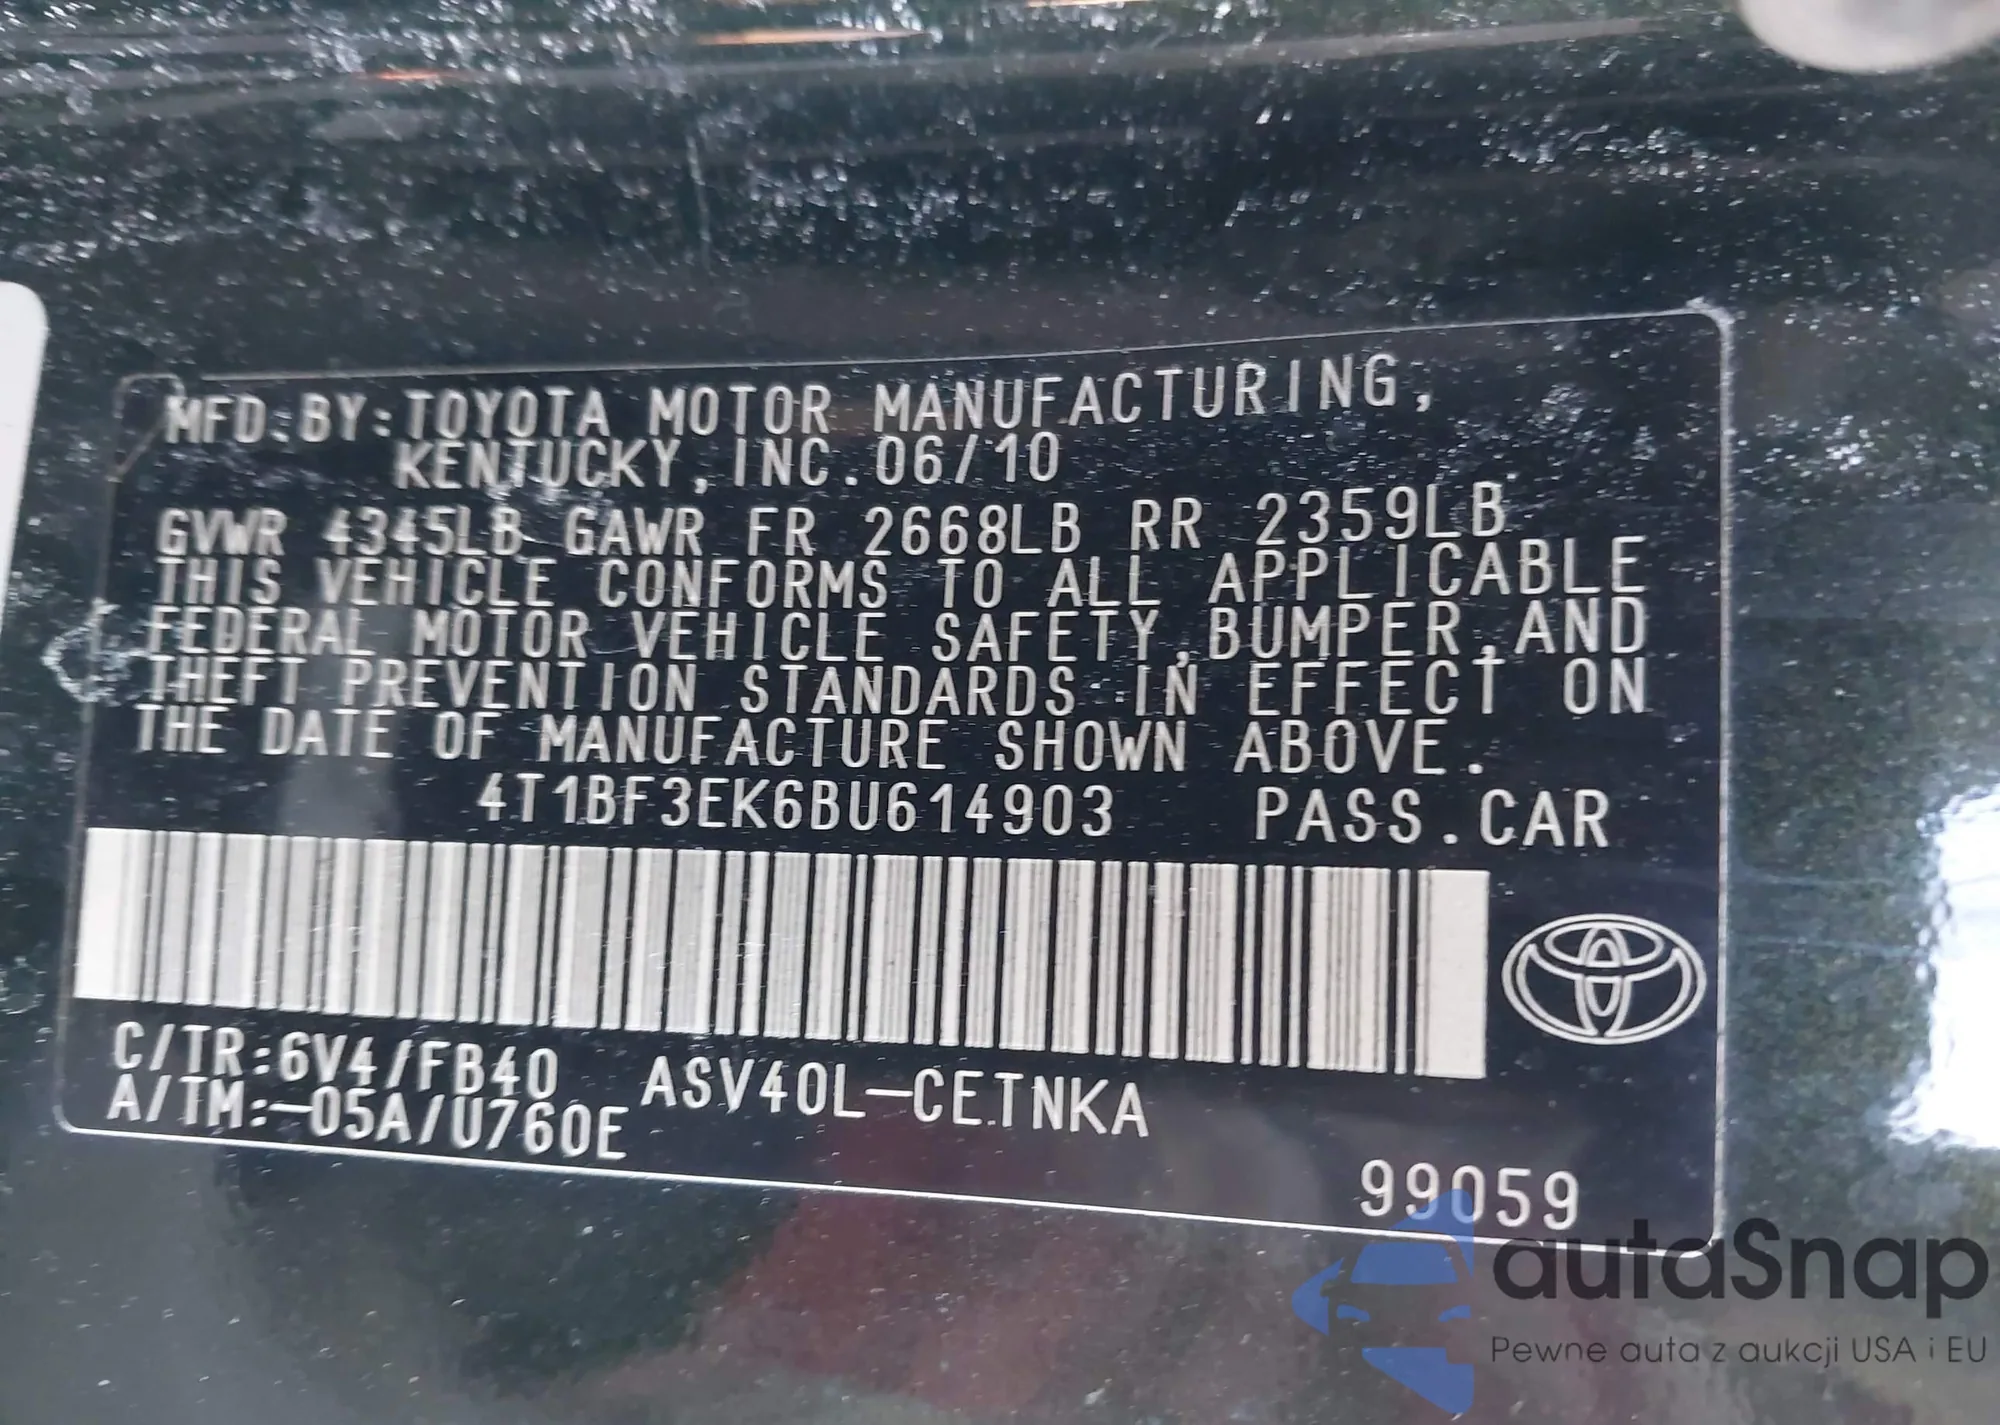 MFD.BY:TOYOTA MOTOR MANUFACTURING,
KENTUCKY,INC.06/10
GVWR 4345LB GAWR FR 2668LB RR 2359LB
THIS VEHICLE CONFORMS TO ALL APPLICABLE
FEDERAL MOTOR VEHICLE SAFETY,BUMPER,AND
THEFT PREVENTION STANDARDS IN EFFECT ON
THE DATE OF MANUFACTURE SHOWN ABOVE.
4T1BF3EK6BU614903 PASS.CAR
C/TR:6V4/FB40 ASV40L-CETNKA
A/TM:-05A/U760E
99059
autaSnap
Pewne auta z aukcji USA i EU